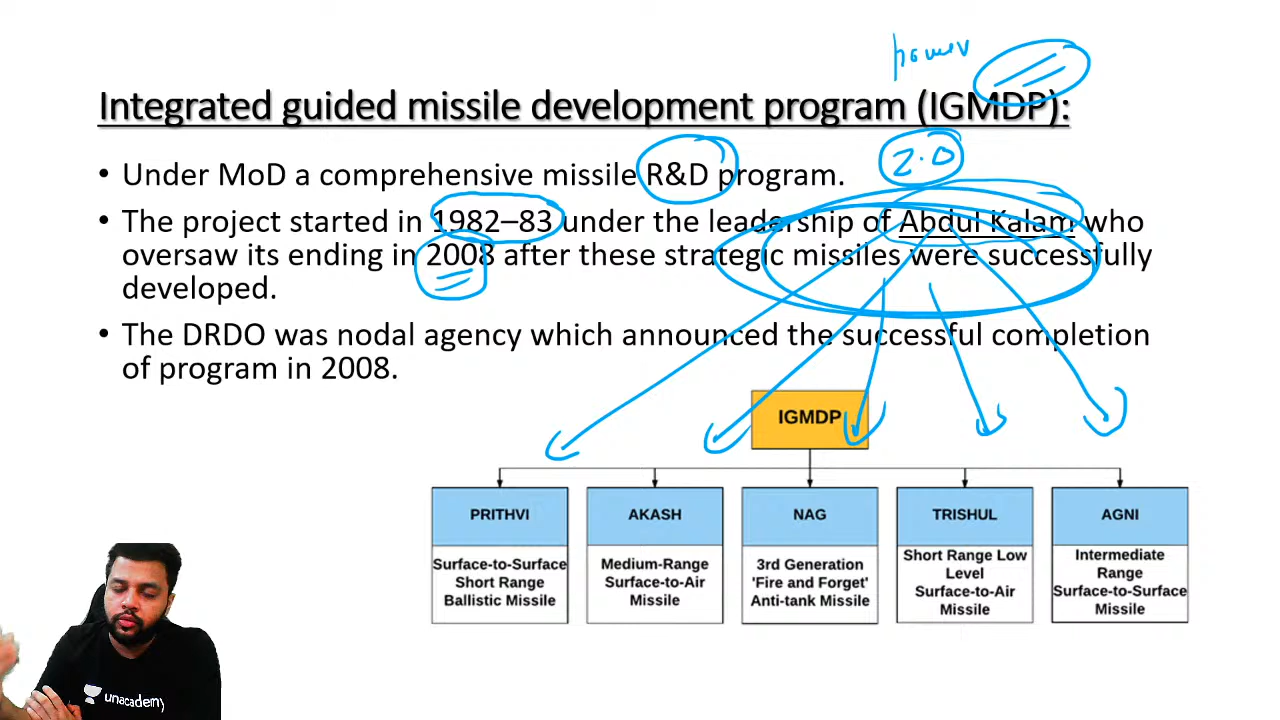 power
Integrated guided missile development program (IGMDP):
2.0
• Under MoD a comprehensive missile R&D program.
• The project started in 1982–83 under the leadership of Abdul Kalam who
oversaw its ending in 2008 after these strategic missiles were successfully
developed.
• The DRDO was nodal agency which announced the successful completion
of program in 2008.
IGMDP
PRITHVI
Surface-to-Surface
Short Range
Ballistic Missile
AKASH
Medium-Range
Surface-to-Air
Missile
NAG
3rd Generation
'Fire and Forget'
Anti-tank Missile
TRISHUL
Short Range Low
Level
Surface-to-Air
Missile
AGNI
Intermediate
Range
Surface-to-Surface
Missile
unacademy